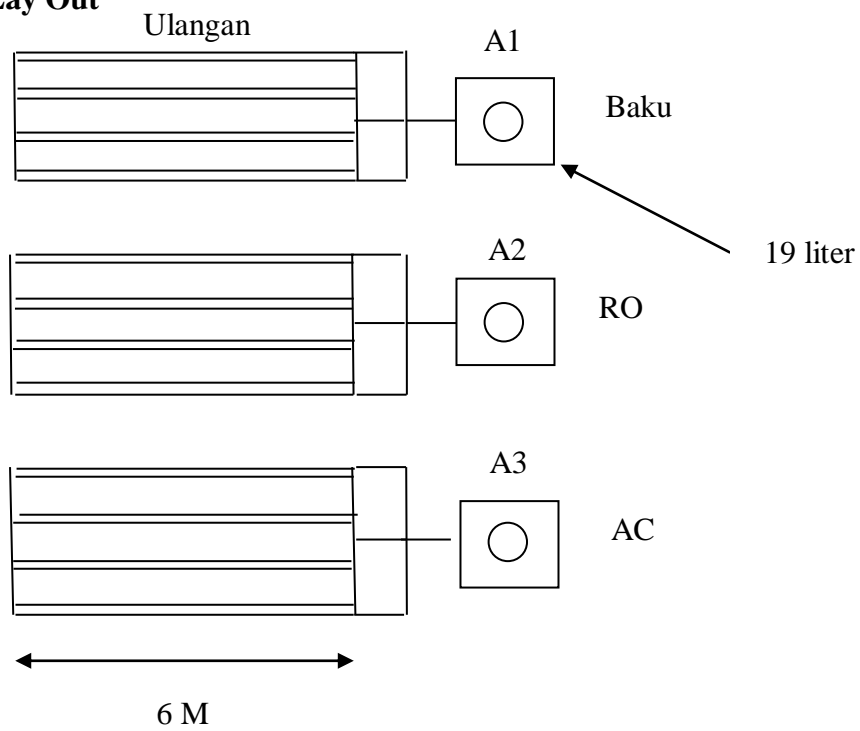 Lay Out
Ulangan
A1
Baku
19 liter
A2
RO
A3
AC
6 M